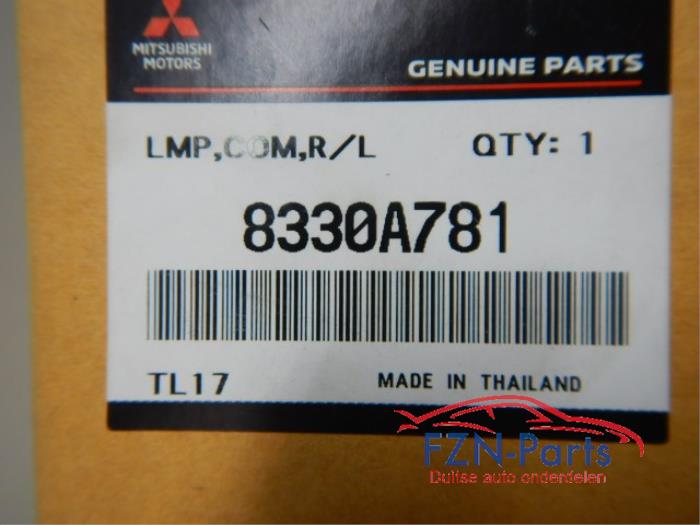 MITSUBISHI
MOTORS
GENUINE PARTS
LMP,COM,R/L QTY: 1
8330A781
TL17 MADE IN THAILAND
FZN-Parts
Duitse auto onderdelen